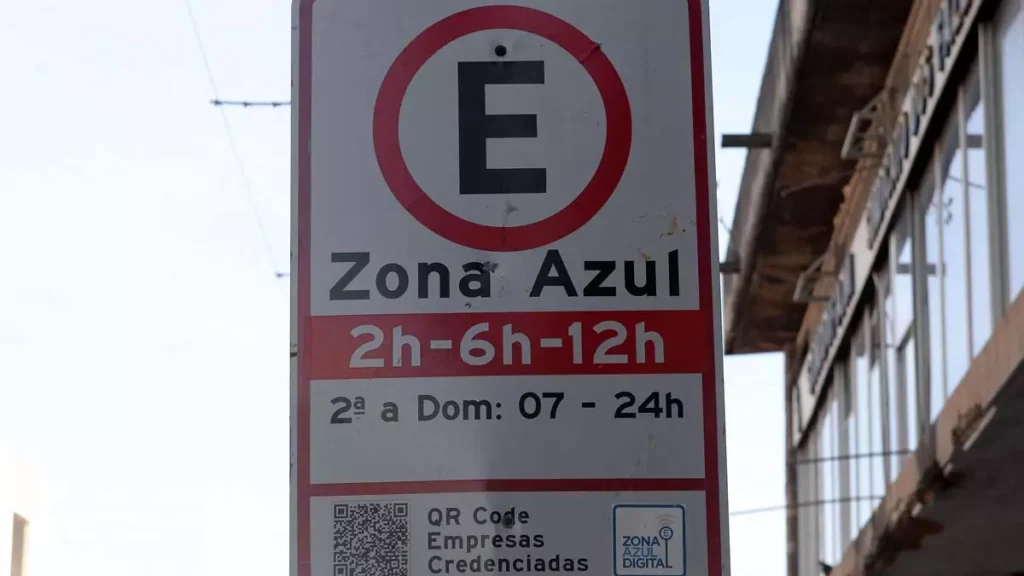 E
Zona Azul
2h-6h-12h
2ª a Dom: 07 - 24h
QR Code
Empresas
Credenciadas
E
ZONA
AZUL
DIGITAL